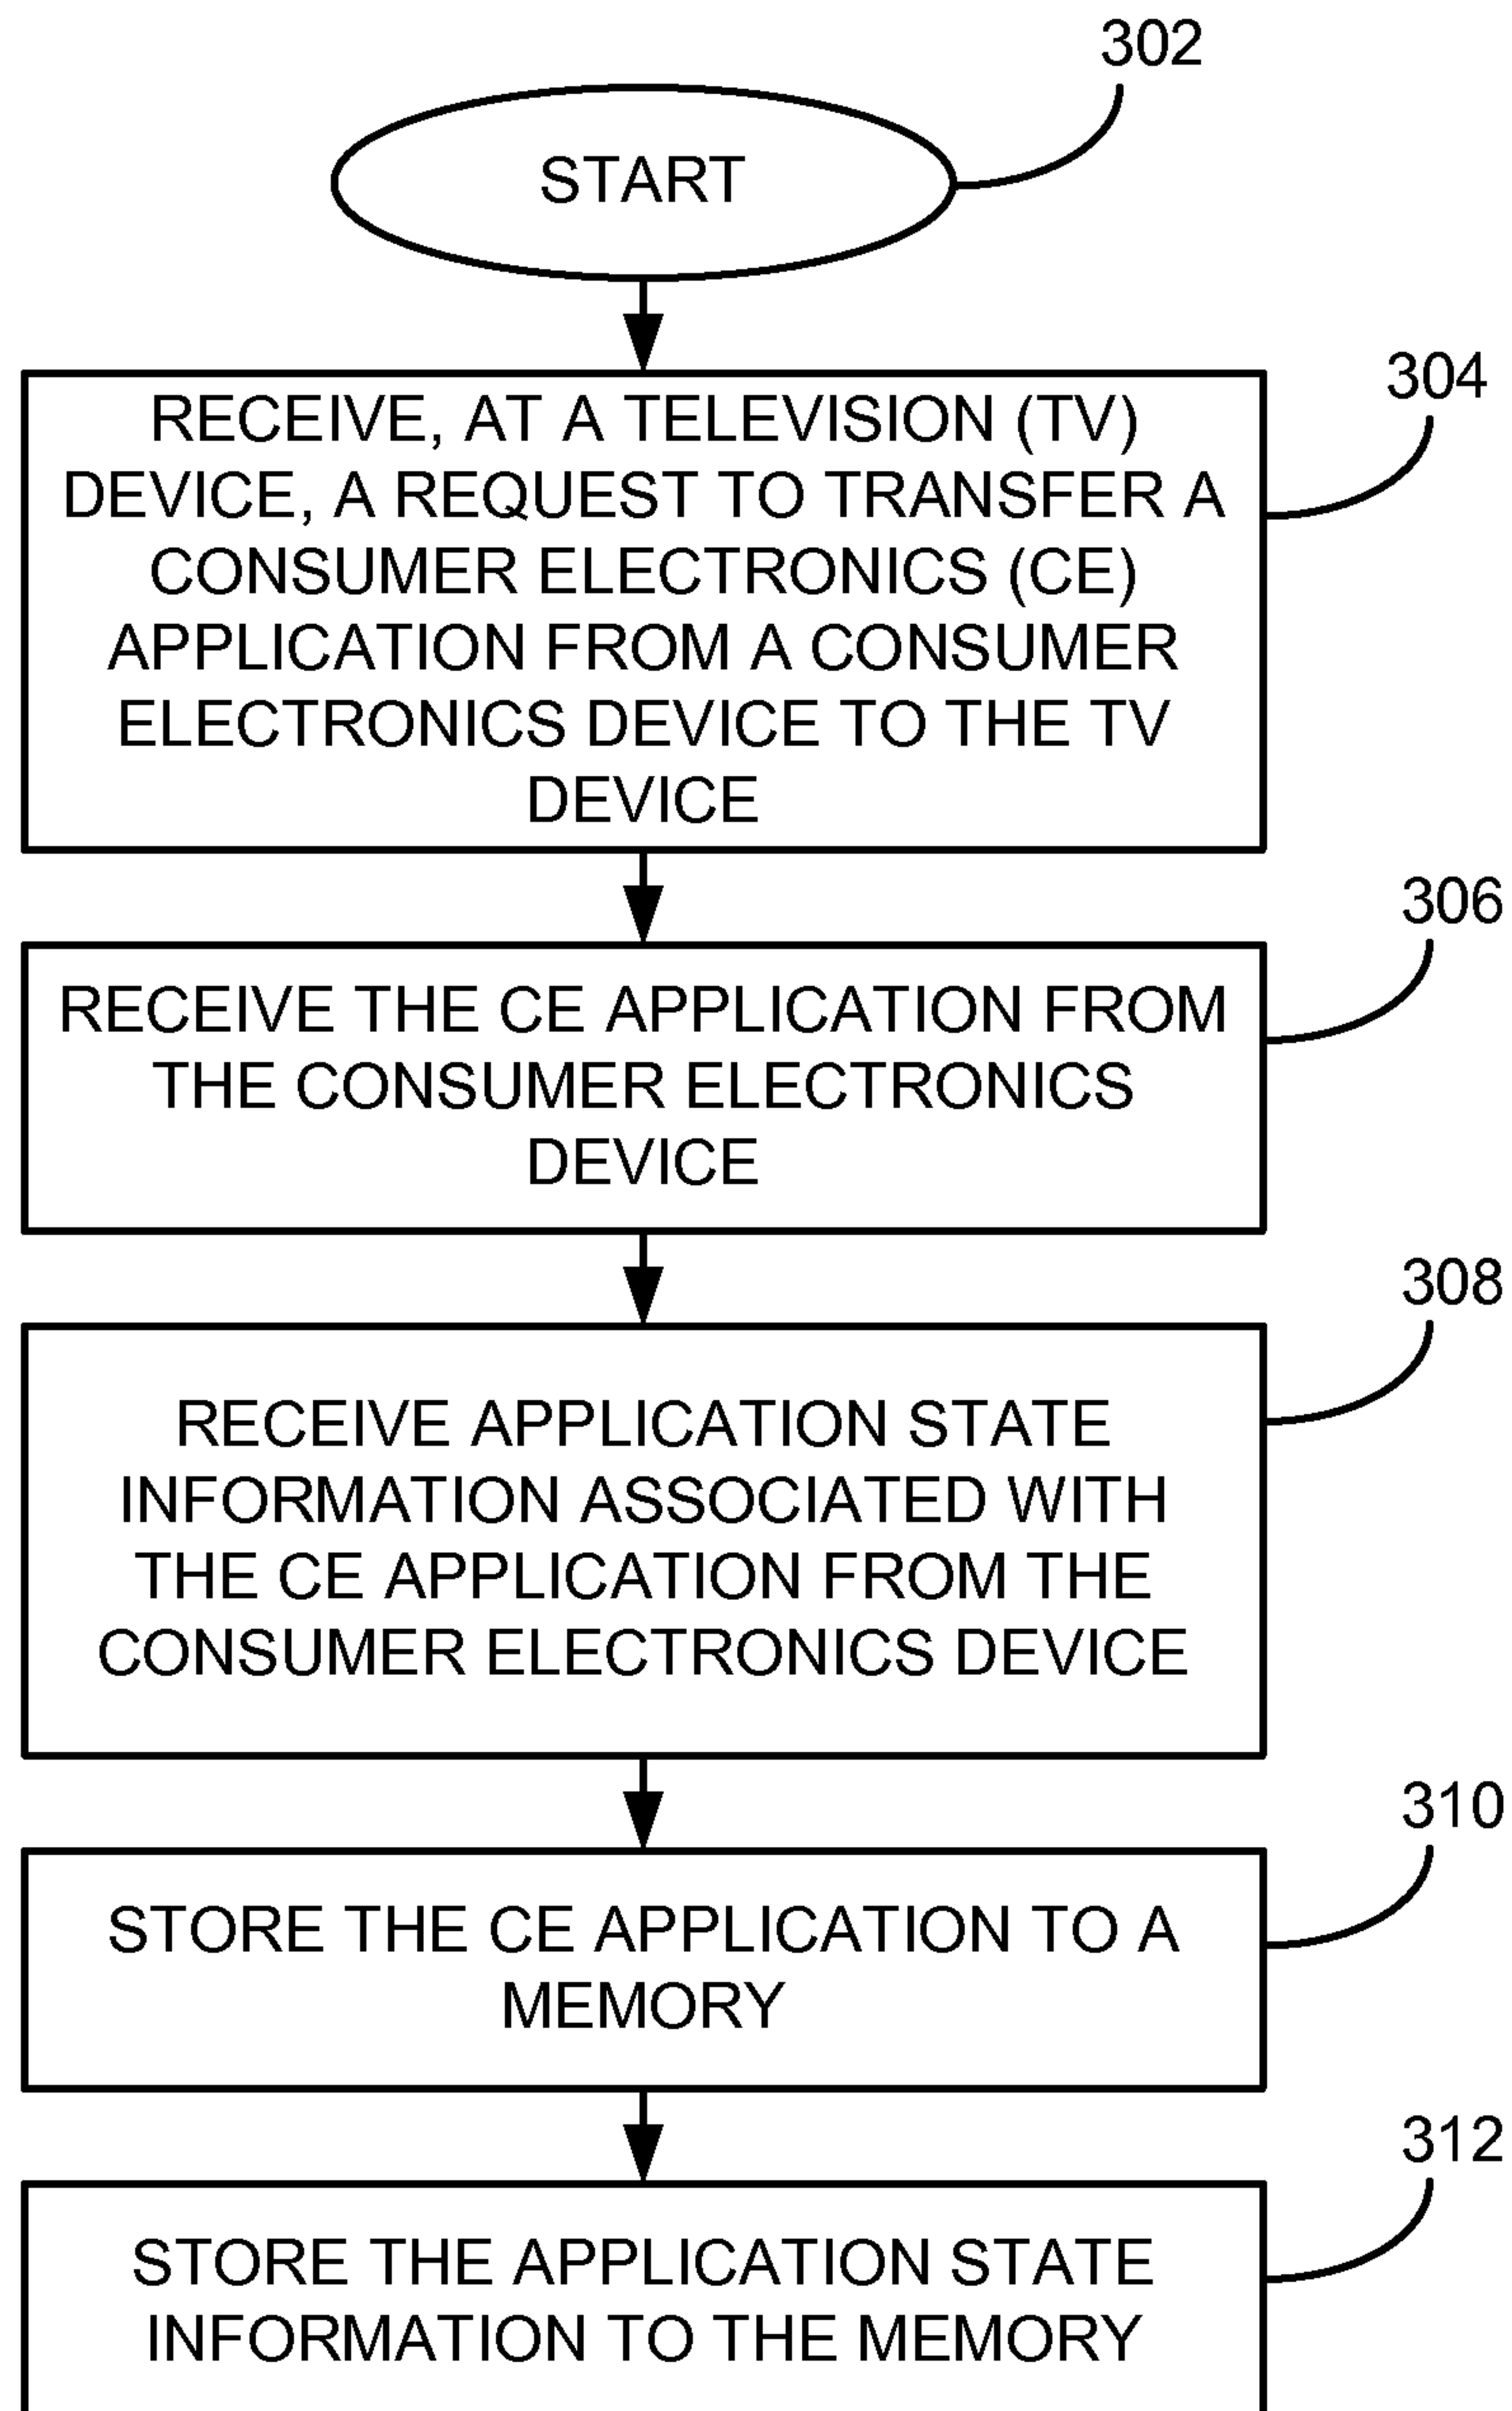 302
START
304
RECEIVE, AT A TELEVISION (TV)
DEVICE, A REQUEST TO TRANSFER A
CONSUMER ELECTRONICS (CE)
APPLICATION FROM A CONSUMER
ELECTRONICS DEVICE TO THE TV
DEVICE
306
RECEIVE THE CE APPLICATION FROM
THE CONSUMER ELECTRONICS
DEVICE
308
RECEIVE APPLICATION STATE
INFORMATION ASSOCIATED WITH
THE CE APPLICATION FROM THE
CONSUMER ELECTRONICS DEVICE
310
STORE THE CE APPLICATION TO A
MEMORY
312
STORE THE APPLICATION STATE
INFORMATION TO THE MEMORY